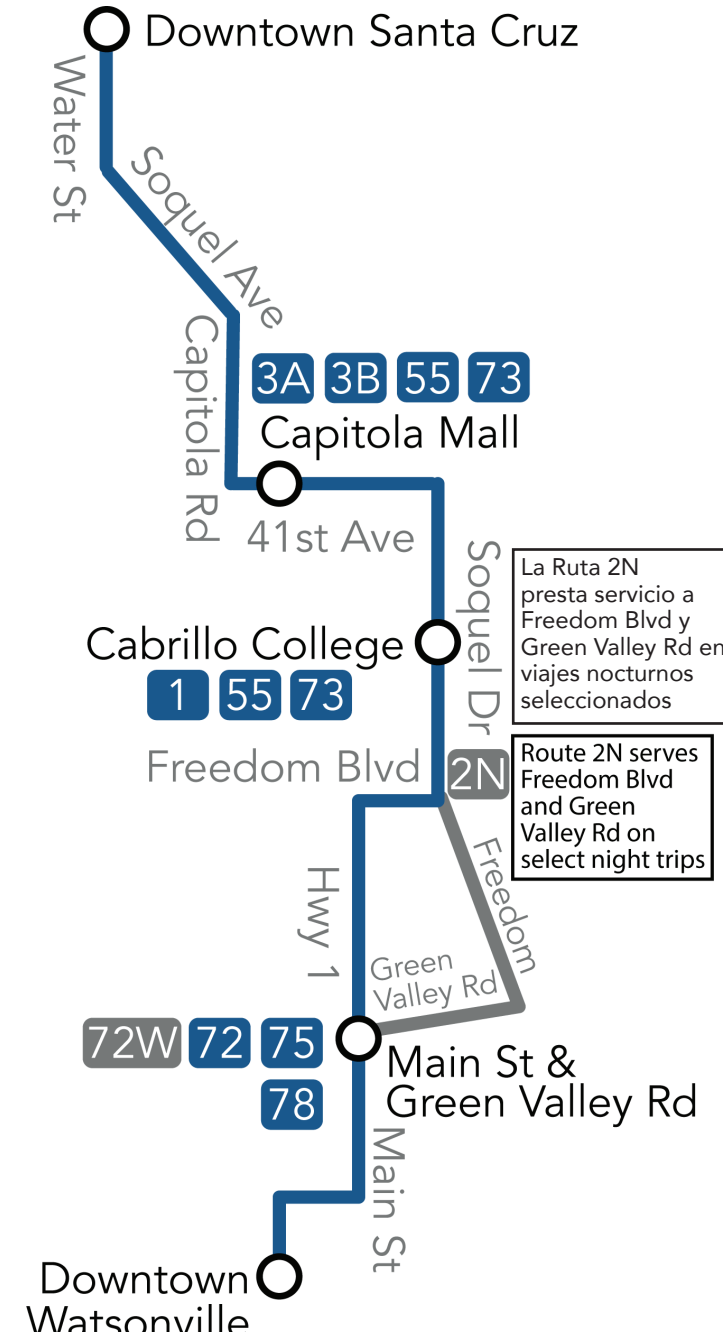 Downtown Santa Cruz
Water St
Soquel Ave
Capitola Rd
3A 3B 55 73
Capitola Mall
41st Ave
Soquel Dr
La Ruta 2N
presta servicio a
Freedom Blvd y
Green Valley Rd en
viajes nocturnos
seleccionados
Cabrillo College
1 55 73
Freedom Blvd
2N
Route 2N serves
Freedom Blvd
and Green
Valley Rd on
select night trips
Freedom
Hwy 1
Green
Valley Rd
72W 72 75
78
Main St &
Green Valley Rd
Main St
Downtown
Watsonville